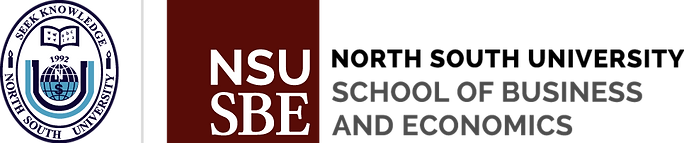 SEEK KNOWLEDGE
1992
N
S
NORTH SOUTH UNIVERSITY
NSU
SBE
NORTH SOUTH UNIVERSITY
SCHOOL OF BUSINESS
AND ECONOMICS